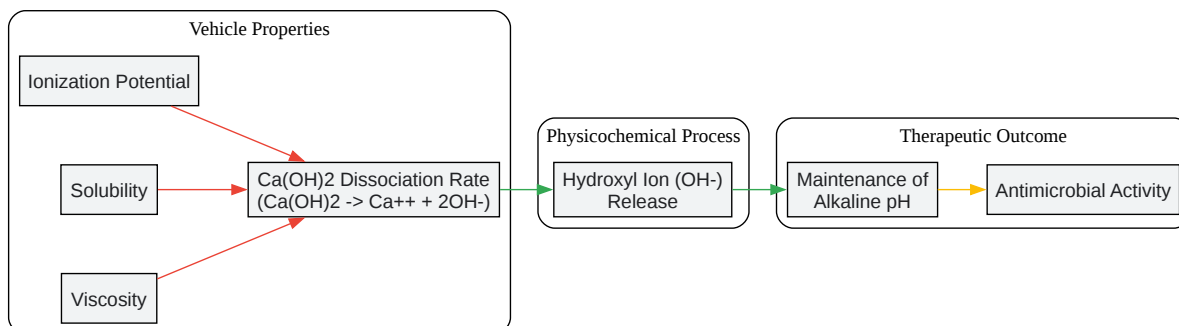 Vehicle Properties
Ionization Potential
Solubility
Viscosity
Ca(OH)2 Dissociation Rate
(Ca(OH)2 -> Ca++ + 2OH-)
Physicochemical Process
Hydroxyl Ion (OH-)
Release
Therapeutic Outcome
Maintenance of
Alkaline pH
Antimicrobial Activity